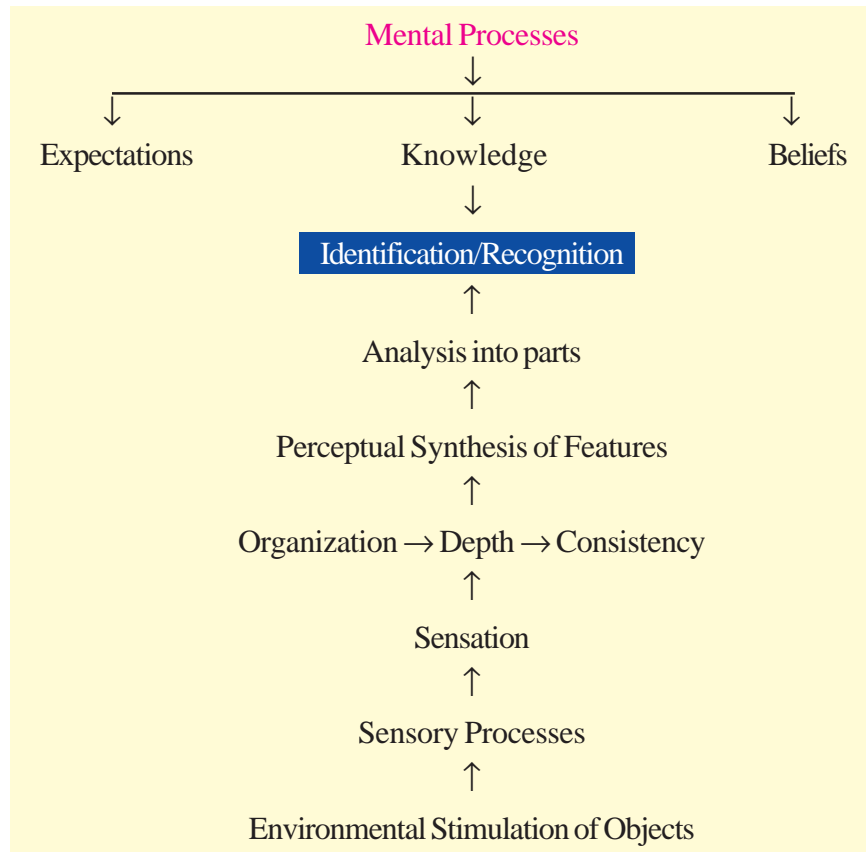 Mental Processes
↓
↓ ↓ ↓
Expectations Knowledge Beliefs
↓
Identification/Recognition
↑
Analysis into parts
↑
Perceptual Synthesis of Features
↑
Organization → Depth → Consistency
↑
Sensation
↑
Sensory Processes
↑
Environmental Stimulation of Objects